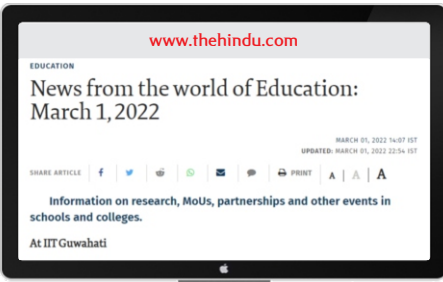 www.thehindu.com
EDUCATION
News from the world of Education:
March 1, 2022
MARCH 01, 2022 14:07 IST
UPDATED: MARCH 01, 2022 22:54 IST
SHARE ARTICLE PRINT A A A
Information on research, MoUs, partnerships and other events in
schools and colleges.
At IIT Guwahati